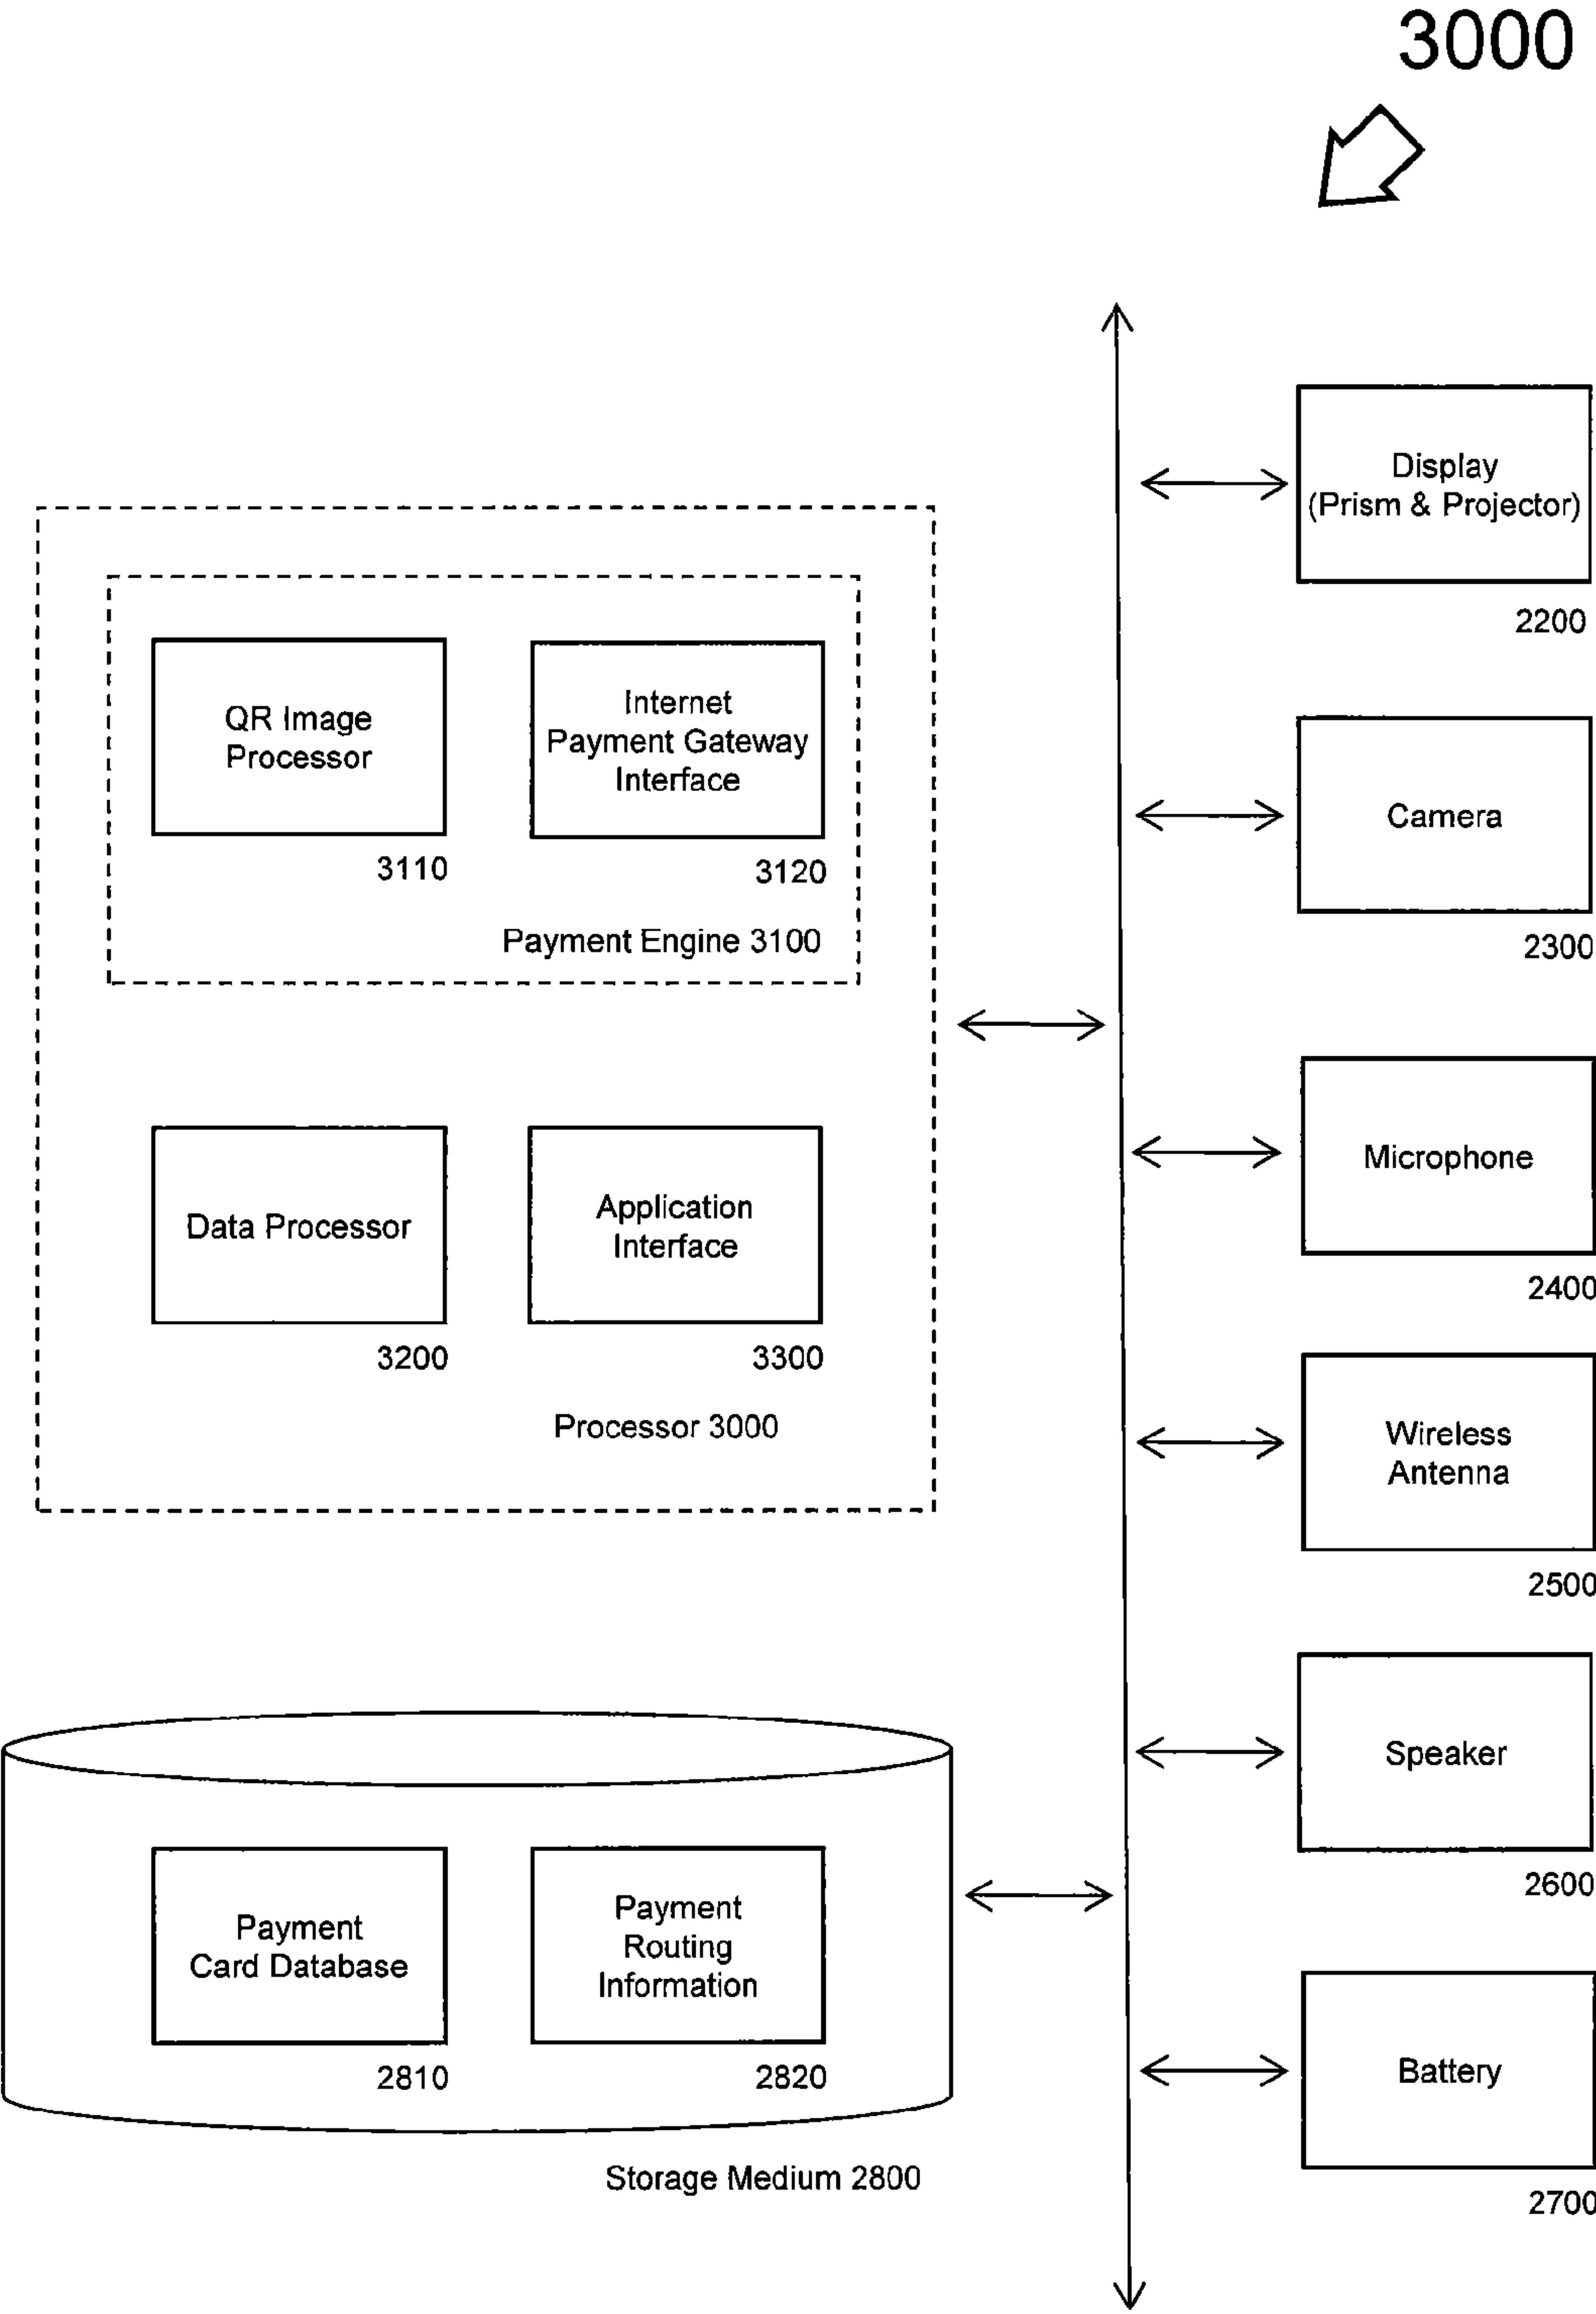 3000
Display
(Prism & Projector)
2200
QR Image
Processor
3110
Internet
Payment Gateway
Interface
3120
Payment Engine 3100
Camera
2300
Data Processor
3200
Application
Interface
3300
Processor 3000
Microphone
2400
Wireless
Antenna
2500
Speaker
2600
Payment
Card Database
2810
Payment
Routing
Information
2820
Storage Medium 2800
Battery
2700